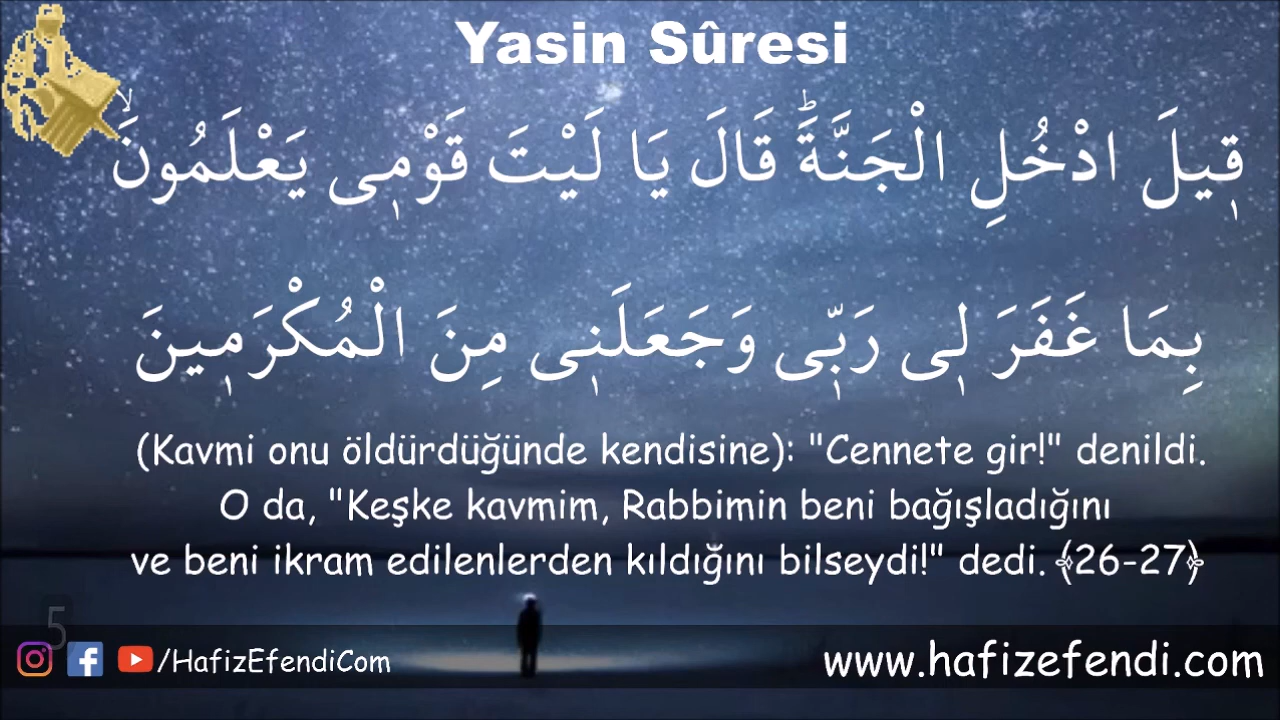 Yasin Sûresi
قٖيلَ ادْخُلِ الْجَنَّةَؕ قَالَ يَا لَيْتَ قَوْمٖى يَعْلَمُونَۙ
بِمَا غَفَرَ لٖى رَبّٖى وَجَعَلَنٖى مِنَ الْمُكْرَمٖينَ
(Kavmi onu öldürdüğünde kendisine): "Cennete gir!" denildi.
O da, "Keşke kavmim, Rabbimin beni bağışladığını
ve beni ikram edilenlerden kıldığını bilseydi!" dedi. ﴾26-27﴿
5
/HafizEfendiCom
www.hafizefendi.com